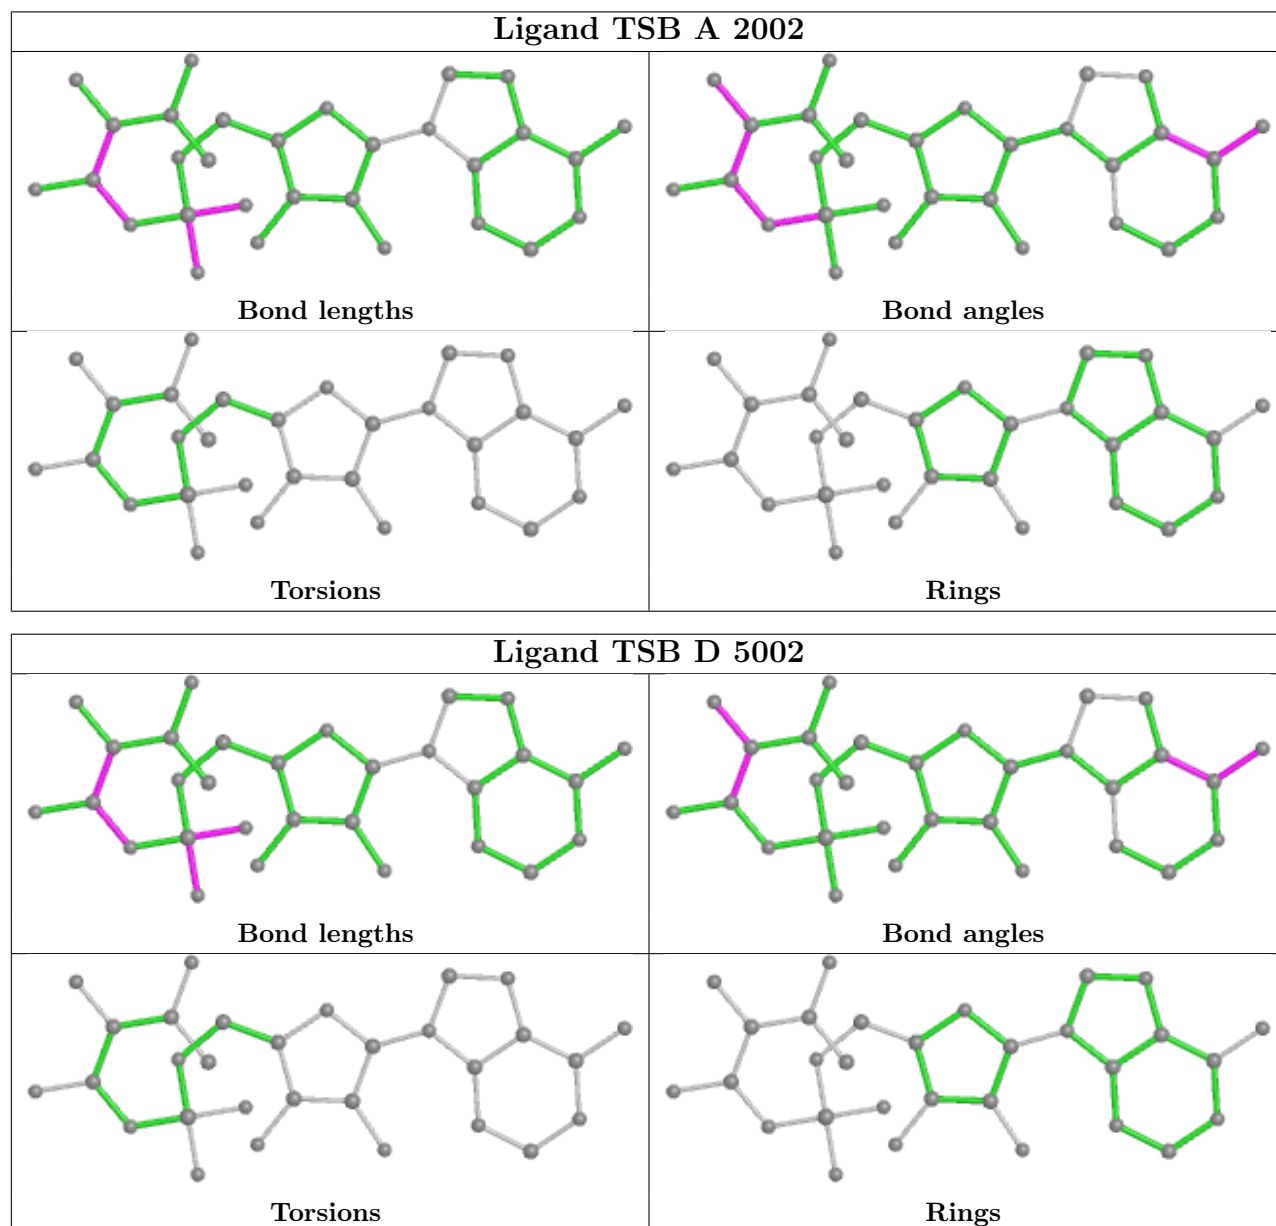 Ligand TSB A 2002
Bond lengths
Bond angles
Torsions
Rings
Ligand TSB D 5002
Bond lengths
Bond angles
Torsions
Rings